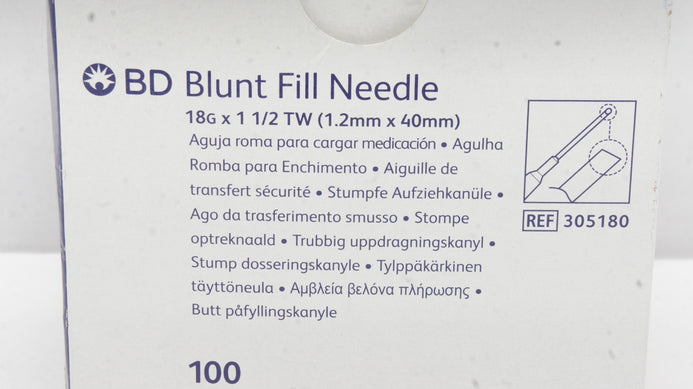 BD Blunt Fill Needle
18G x 1 1/2 TW (1.2mm x 40mm)
Aguja roma para cargar medicación • Agulha
Romba para Enchimento • Aiguille de
transfert sécurité • Stumpfe Aufziehkanüle •
Ago da trasferimento smusso • Stompe
optreknaald • Trubbig uppdragningskanyl •
Stump dosseringskanyle • Tylppäkärkinen
täyttöneula • Αμβλεία βελόνα πλήρωσης •
Butt påfyllingskanyle
100
REF 305180